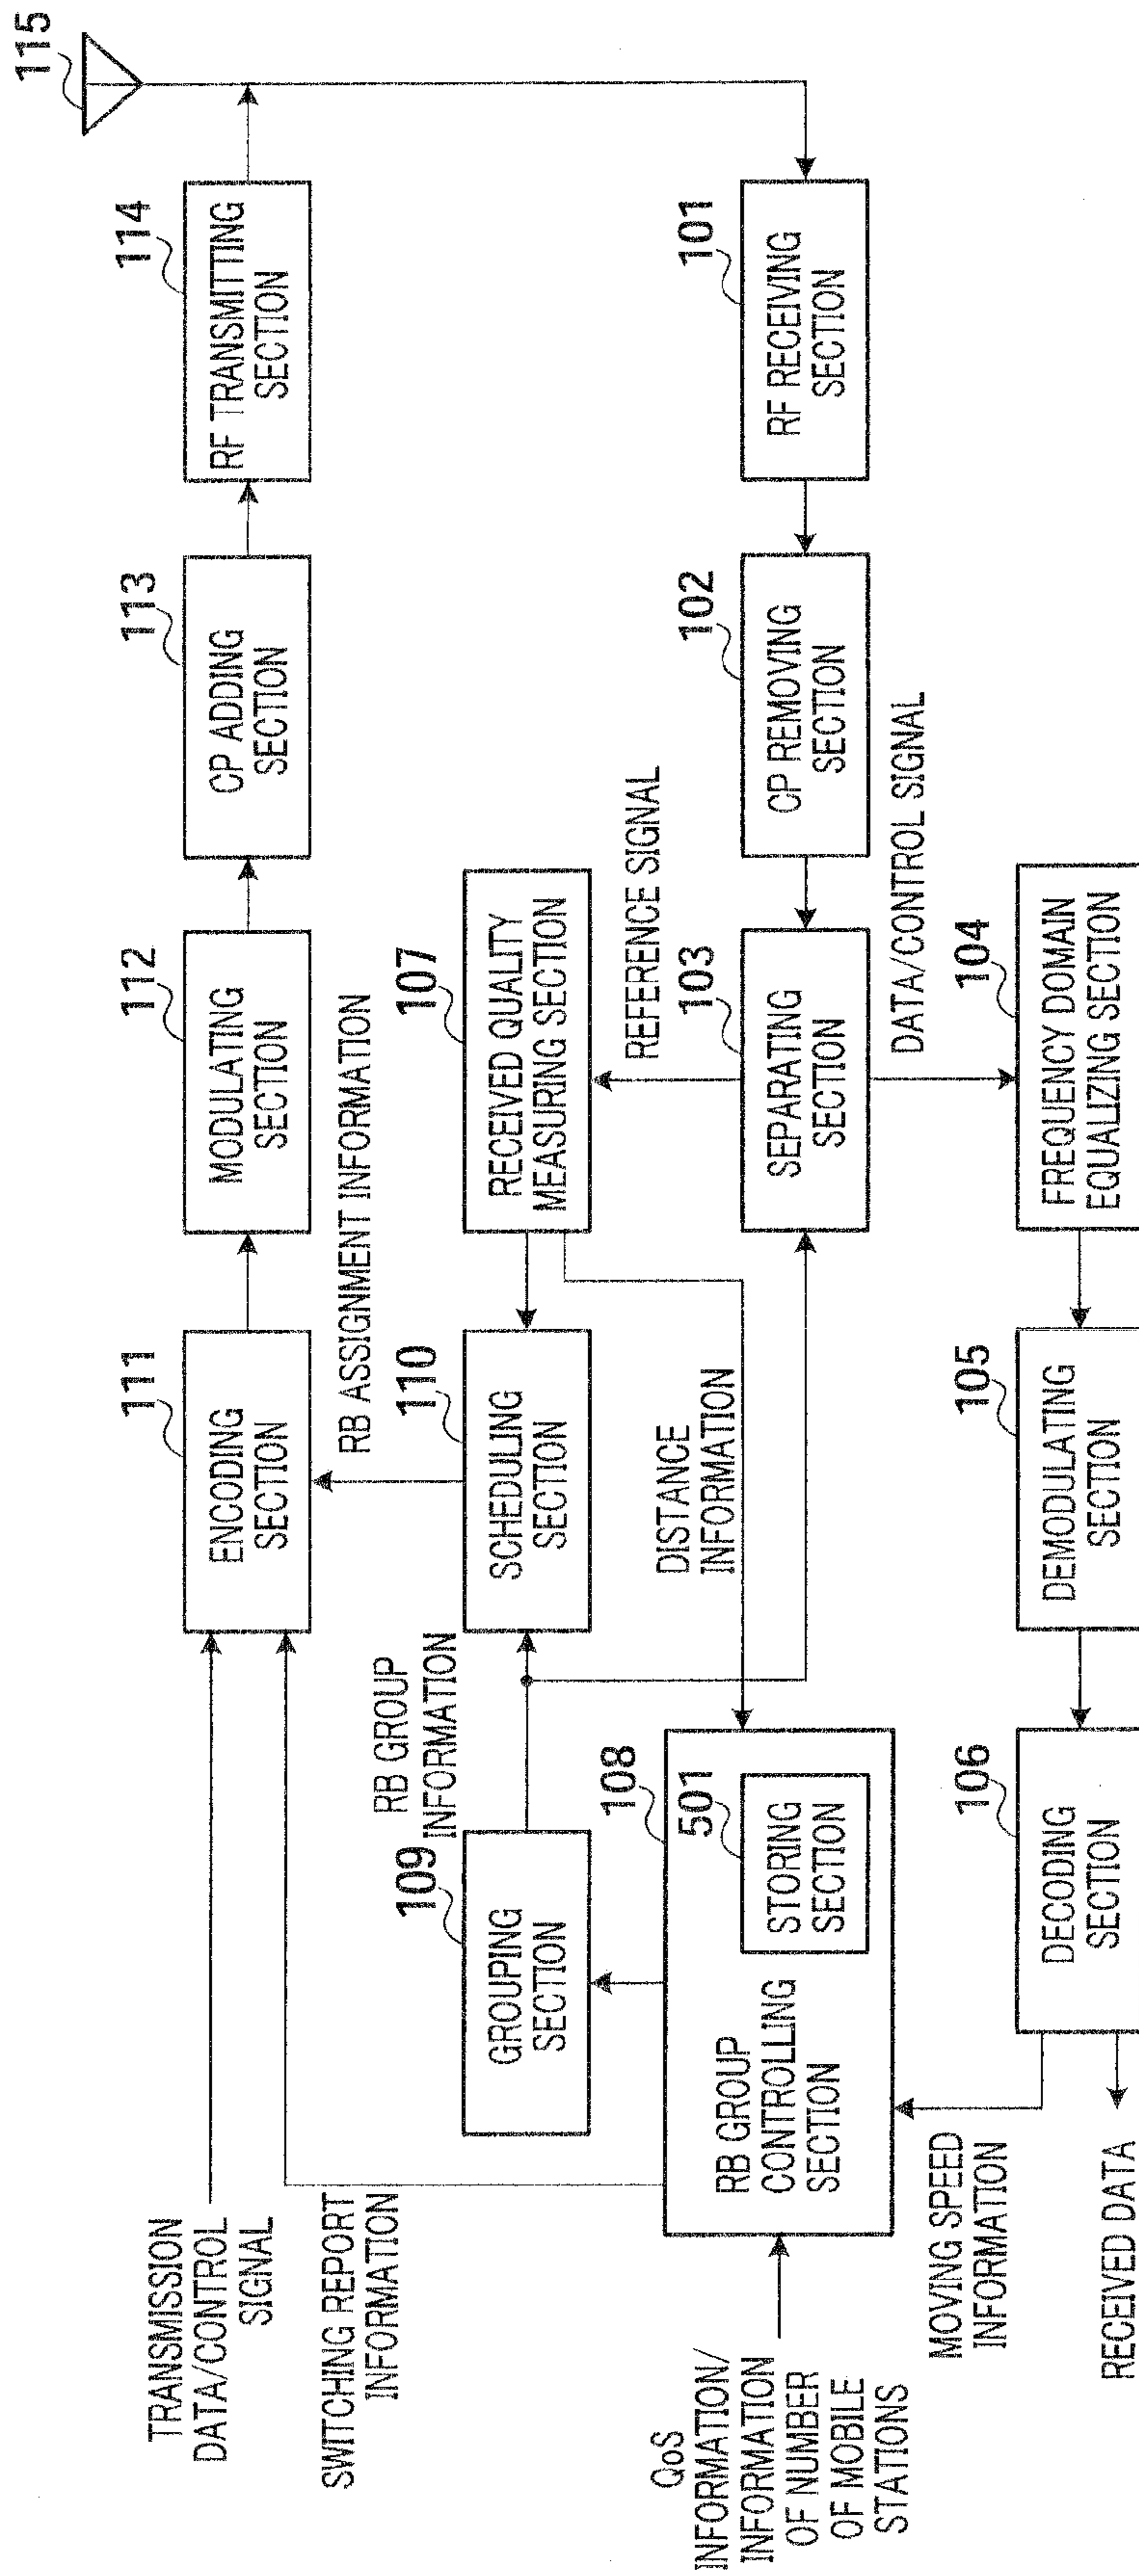 115
114
RF TRANSMITTING
SECTION
113
CP ADDING
SECTION
112
MODULATING
SECTION
111
ENCODING
SECTION
TRANSMISSION
DATA/CONTROL
SIGNAL
SWITCHING REPORT
INFORMATION
RB ASSIGNMENT INFORMATION
107
RECEIVED QUALITY
MEASURING SECTION
110
SCHEDULING
SECTION
RB GROUP
INFORMATION
109
GROUPING
SECTION
REFERENCE SIGNAL
DISTANCE
INFORMATION
101
RF RECEIVING
SECTION
102
CP REMOVING
SECTION
103
SEPARATING
SECTION
108
RB GROUP
CONTROLLING
SECTION
501
STORING
SECTION
QoS
INFORMATION/
INFORMATION
OF NUMBER
OF MOBILE
STATIONS
DATA/CONTROL SIGNAL
104
FREQUENCY DOMAIN
EQUALIZING SECTION
105
DEMODULATING
SECTION
106
DECODING
SECTION
MOVING SPEED
INFORMATION
RECEIVED DATA